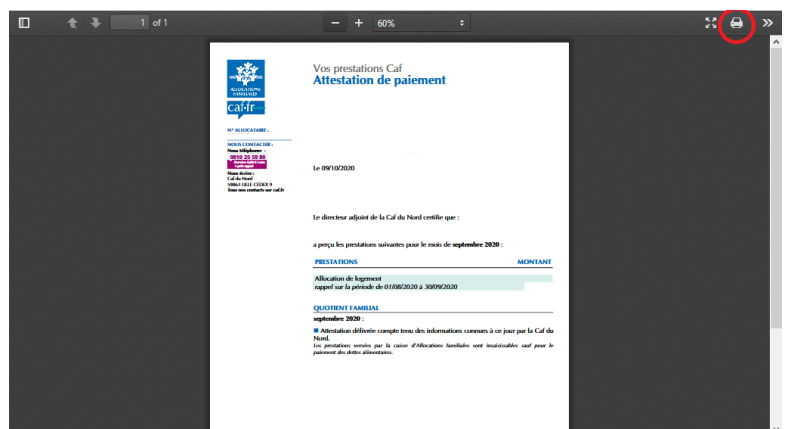 1 of 1
60%
ALLOCATIONS
FAMILIALES
caf.fr
N° ALLOCATAIRE :
NOUS CONTACTER :
Nous téléphoner :
0810 25 59 80
Nous écrire :
Caf du Nord
59863 LILLE CEDEX 9
Tous nos contacts sur caf.fr
Vos prestations Caf
Attestation de paiement
Le 09/10/2020
Le directeur adjoint de la Caf du Nord certifie que :
a perçu les prestations suivantes pour le mois de septembre 2020 :
PRESTATIONS MONTANT
Allocation de logement
rappel sur la période de 01/08/2020 à 30/09/2020
QUOTIENT FAMILIAL
septembre 2020 :
Attestation délivrée compte tenu des informations connues à ce jour par la Caf du
Nord.
Les prestations versées par la caisse d'Allocations familiales sont insaisissables sauf pour le
paiement des dettes alimentaires.